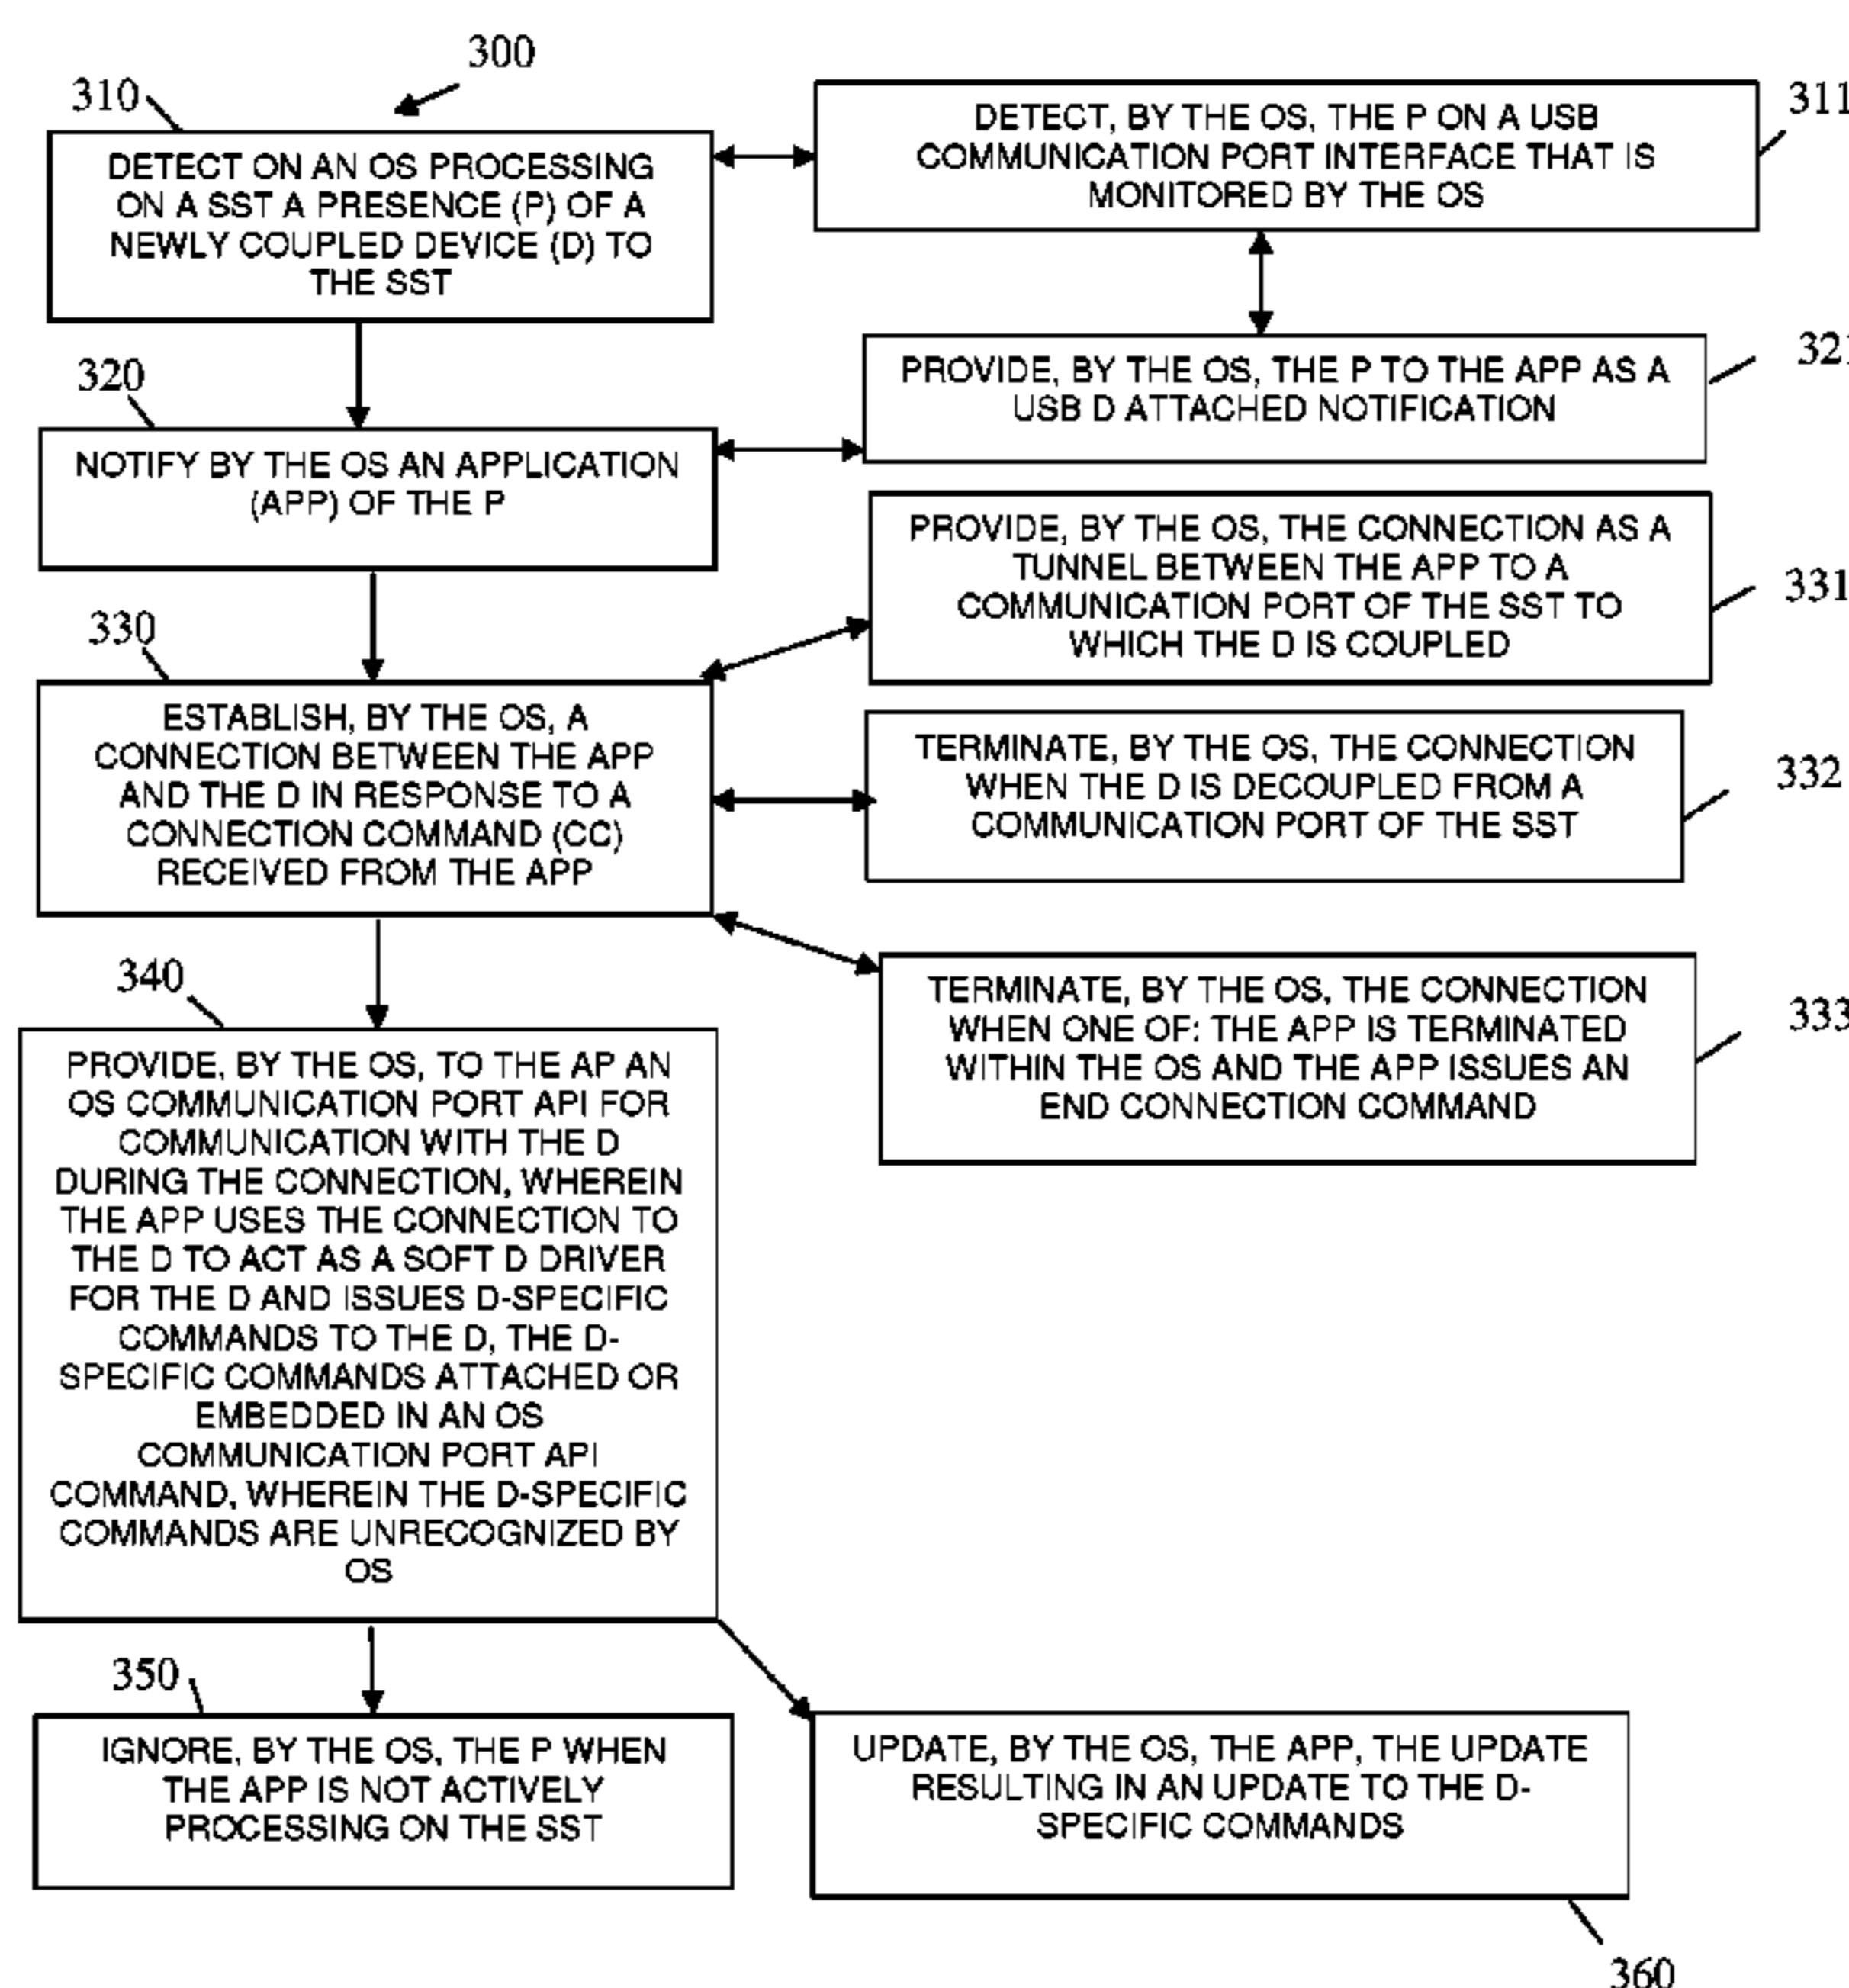 300
310
DETECT ON AN OS PROCESSING
ON A SST A PRESENCE (P) OF A
NEWLY COUPLED DEVICE (D) TO
THE SST
311
DETECT, BY THE OS, THE P ON A USB
COMMUNICATION PORT INTERFACE THAT IS
MONITORED BY THE OS
320
NOTIFY BY THE OS AN APPLICATION
(APP) OF THE P
321
PROVIDE, BY THE OS, THE P TO THE APP AS A
USB D ATTACHED NOTIFICATION
330
ESTABLISH, BY THE OS, A
CONNECTION BETWEEN THE APP
AND THE D IN RESPONSE TO A
CONNECTION COMMAND (CC)
RECEIVED FROM THE APP
331
PROVIDE, BY THE OS, THE CONNECTION AS A
TUNNEL BETWEEN THE APP TO A
COMMUNICATION PORT OF THE SST TO
WHICH THE D IS COUPLED
332
TERMINATE, BY THE OS, THE CONNECTION
WHEN THE D IS DECOUPLED FROM A
COMMUNICATION PORT OF THE SST
333
TERMINATE, BY THE OS, THE CONNECTION
WHEN ONE OF: THE APP IS TERMINATED
WITHIN THE OS AND THE APP ISSUES AN
END CONNECTION COMMAND
340
PROVIDE, BY THE OS, TO THE AP AN
OS COMMUNICATION PORT API FOR
COMMUNICATION WITH THE D
DURING THE CONNECTION, WHEREIN
THE APP USES THE CONNECTION TO
THE D TO ACT AS A SOFT D DRIVER
FOR THE D AND ISSUES D-SPECIFIC
COMMANDS TO THE D, THE D-
SPECIFIC COMMANDS ATTACHED OR
EMBEDDED IN AN OS
COMMUNICATION PORT API
COMMAND, WHEREIN THE D-SPECIFIC
COMMANDS ARE UNRECOGNIZED BY
OS
350
IGNORE, BY THE OS, THE P WHEN
THE APP IS NOT ACTIVELY
PROCESSING ON THE SST
UPDATE, BY THE OS, THE APP, THE UPDATE
RESULTING IN AN UPDATE TO THE D-
SPECIFIC COMMANDS
360